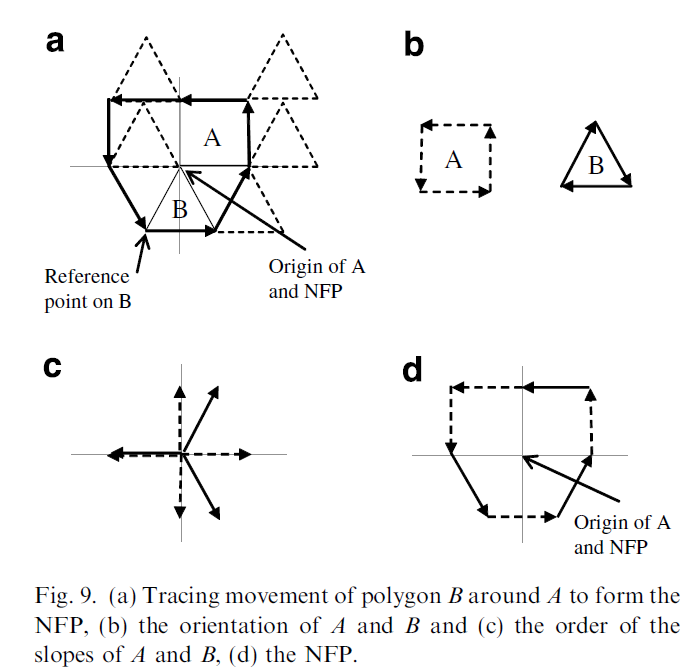 a
A
B
Reference
point on B
Origin of A
and NFP
b
A
B
c
d
Origin of A
and NFP
Fig. 9. (a) Tracing movement of polygon B around A to form the
NFP, (b) the orientation of A and B and (c) the order of the
slopes of A and B, (d) the NFP.